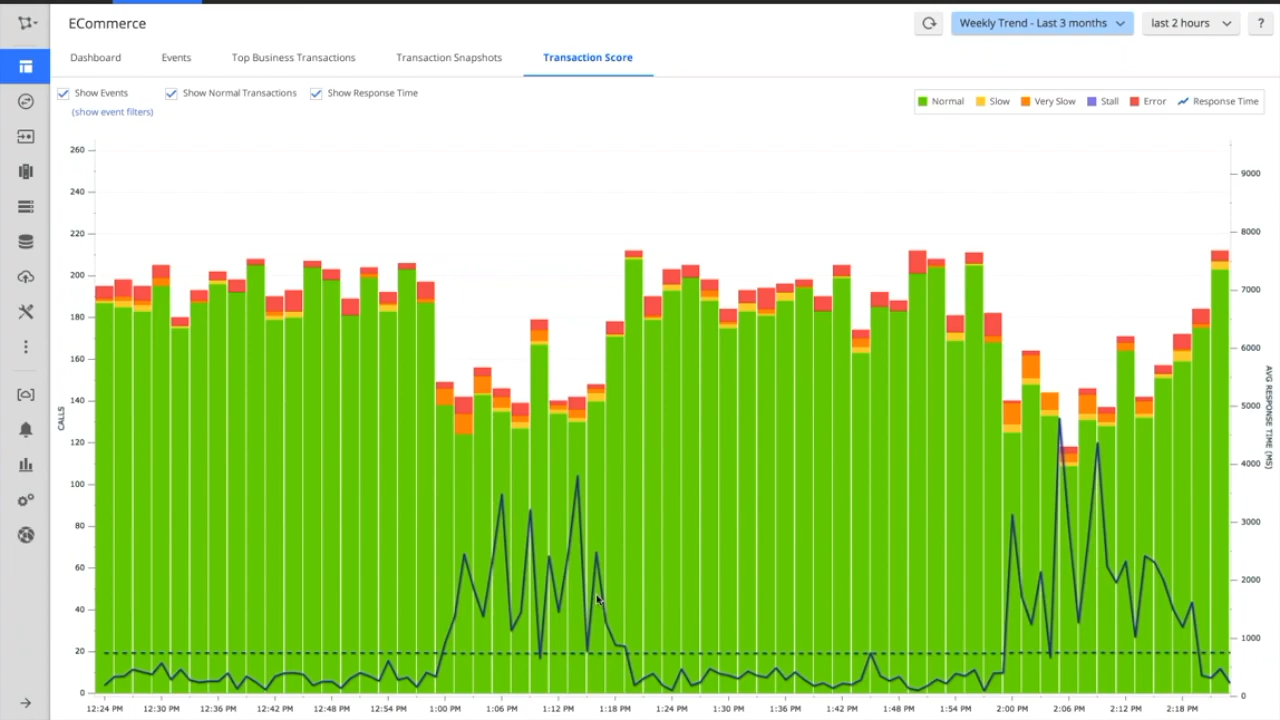 ECommerce
Weekly Trend - Last 3 months
last 2 hours
?
Dashboard
Events
Top Business Transactions
Transaction Snapshots
Transaction Score
Show Events
Show Normal Transactions
Show Response Time
(show event filters)
Normal
Slow
Very Slow
Stall
Error
Response Time
260
240
220
200
180
160
140
120
100
80
60
40
20
0
CALLS
9000
8000
7000
6000
5000
4000
3000
2000
1000
0
AVG RESPONSE TIME (MS)
12:24 PM
12:30 PM
12:36 PM
12:42 PM
12:48 PM
12:54 PM
1:00 PM
1:06 PM
1:12 PM
1:18 PM
1:24 PM
1:30 PM
1:36 PM
1:42 PM
1:48 PM
1:54 PM
2:00 PM
2:06 PM
2:12 PM
2:18 PM